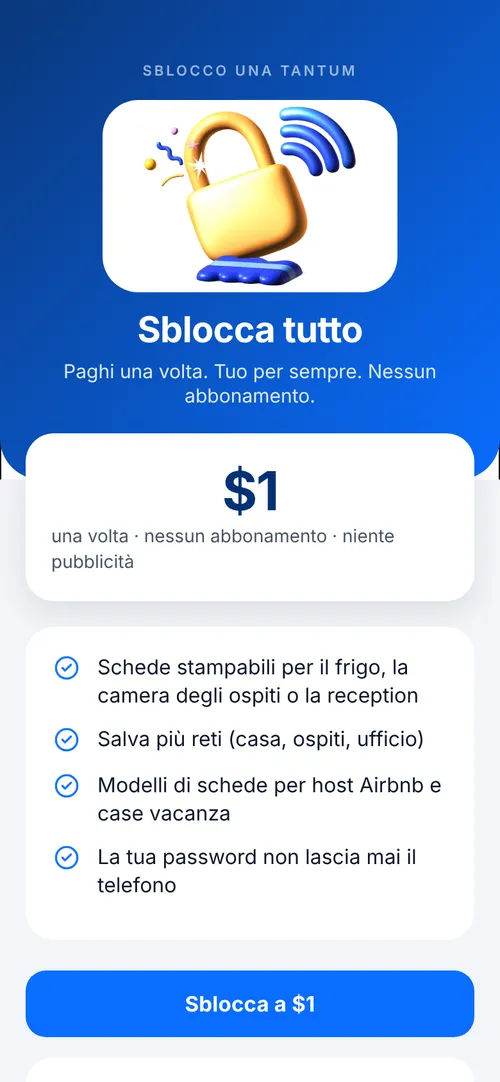 SBLOCCO UNA TANTUM
Sblocca tutto
Paghi una volta. Tuo per sempre. Nessun
abbonamento.
$1
una volta · nessun abbonamento · niente
pubblicità
Schede stampabili per il frigo, la
camera degli ospiti o la reception
Salva più reti (casa, ospiti, ufficio)
Modelli di schede per host Airbnb e
case vacanza
La tua password non lascia mai il
telefono
Sblocca a $1